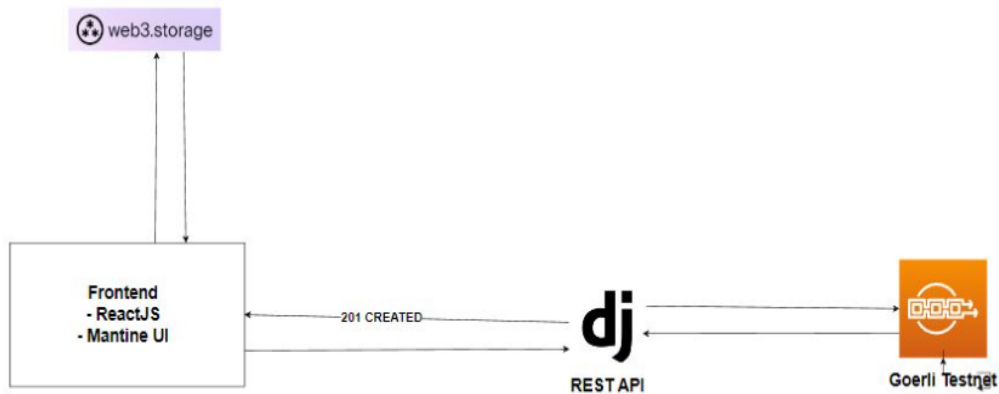 web3.storage
Frontend
- ReactJS
- Mantine UI
201 CREATED
dj
REST API
Goerli Testnet